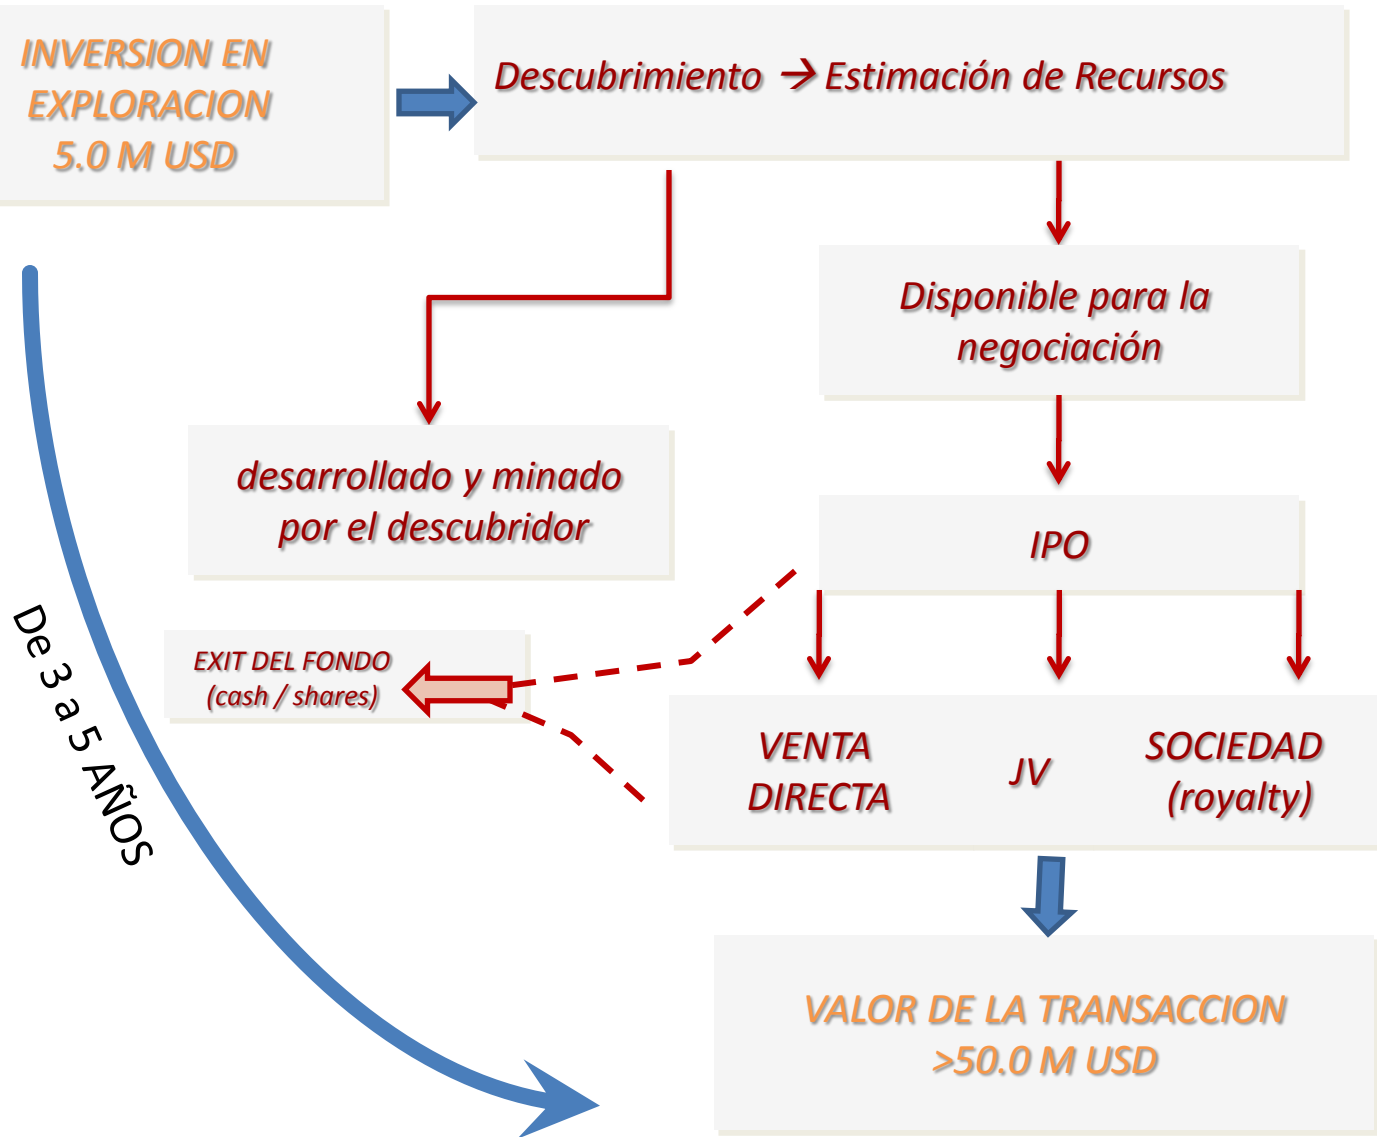 INVERSION EN
EXPLORACION
5.0 M USD
Descubrimiento → Estimación de Recursos
Disponible para la
negociación
desarrollado y minado
por el descubridor
IPO
De 3 a 5 AÑOS
EXIT DEL FONDO
(cash / shares)
VENTA
DIRECTA
JV
SOCIEDAD
(royalty)
VALOR DE LA TRANSACCION
>50.0 M USD